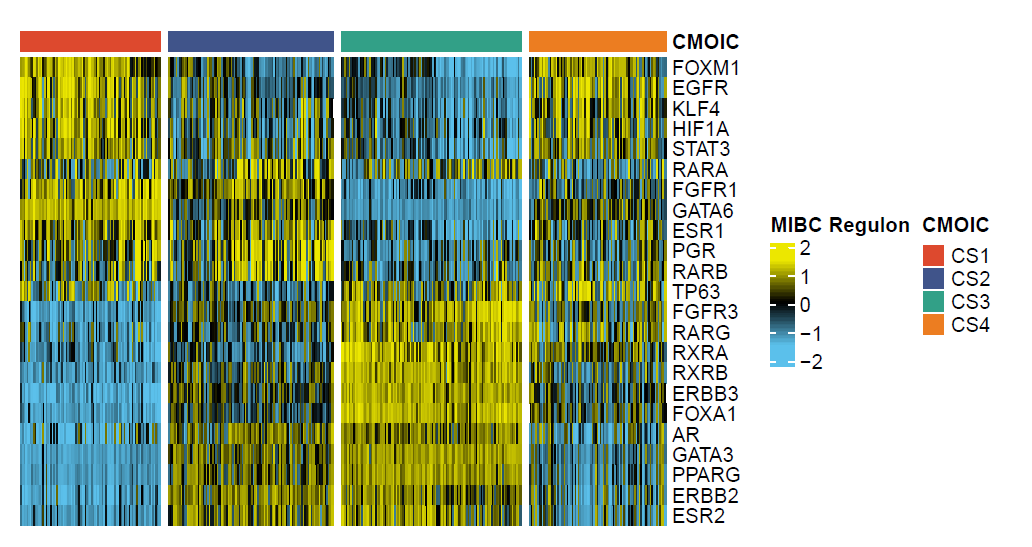 CMOIC
FOXM1
EGFR
KLF4
HIF1A
STAT3
RARA
FGFR1
GATA6
ESR1
PGR
RARB
TP63
FGFR3
RARG
RXRA
RXRB
ERBB3
FOXA1
AR
GATA3
PPARG
ERBB2
ESR2
MIBC Regulon
2
1
0
−1
−2
CMOIC
CS1
CS2
CS3
CS4